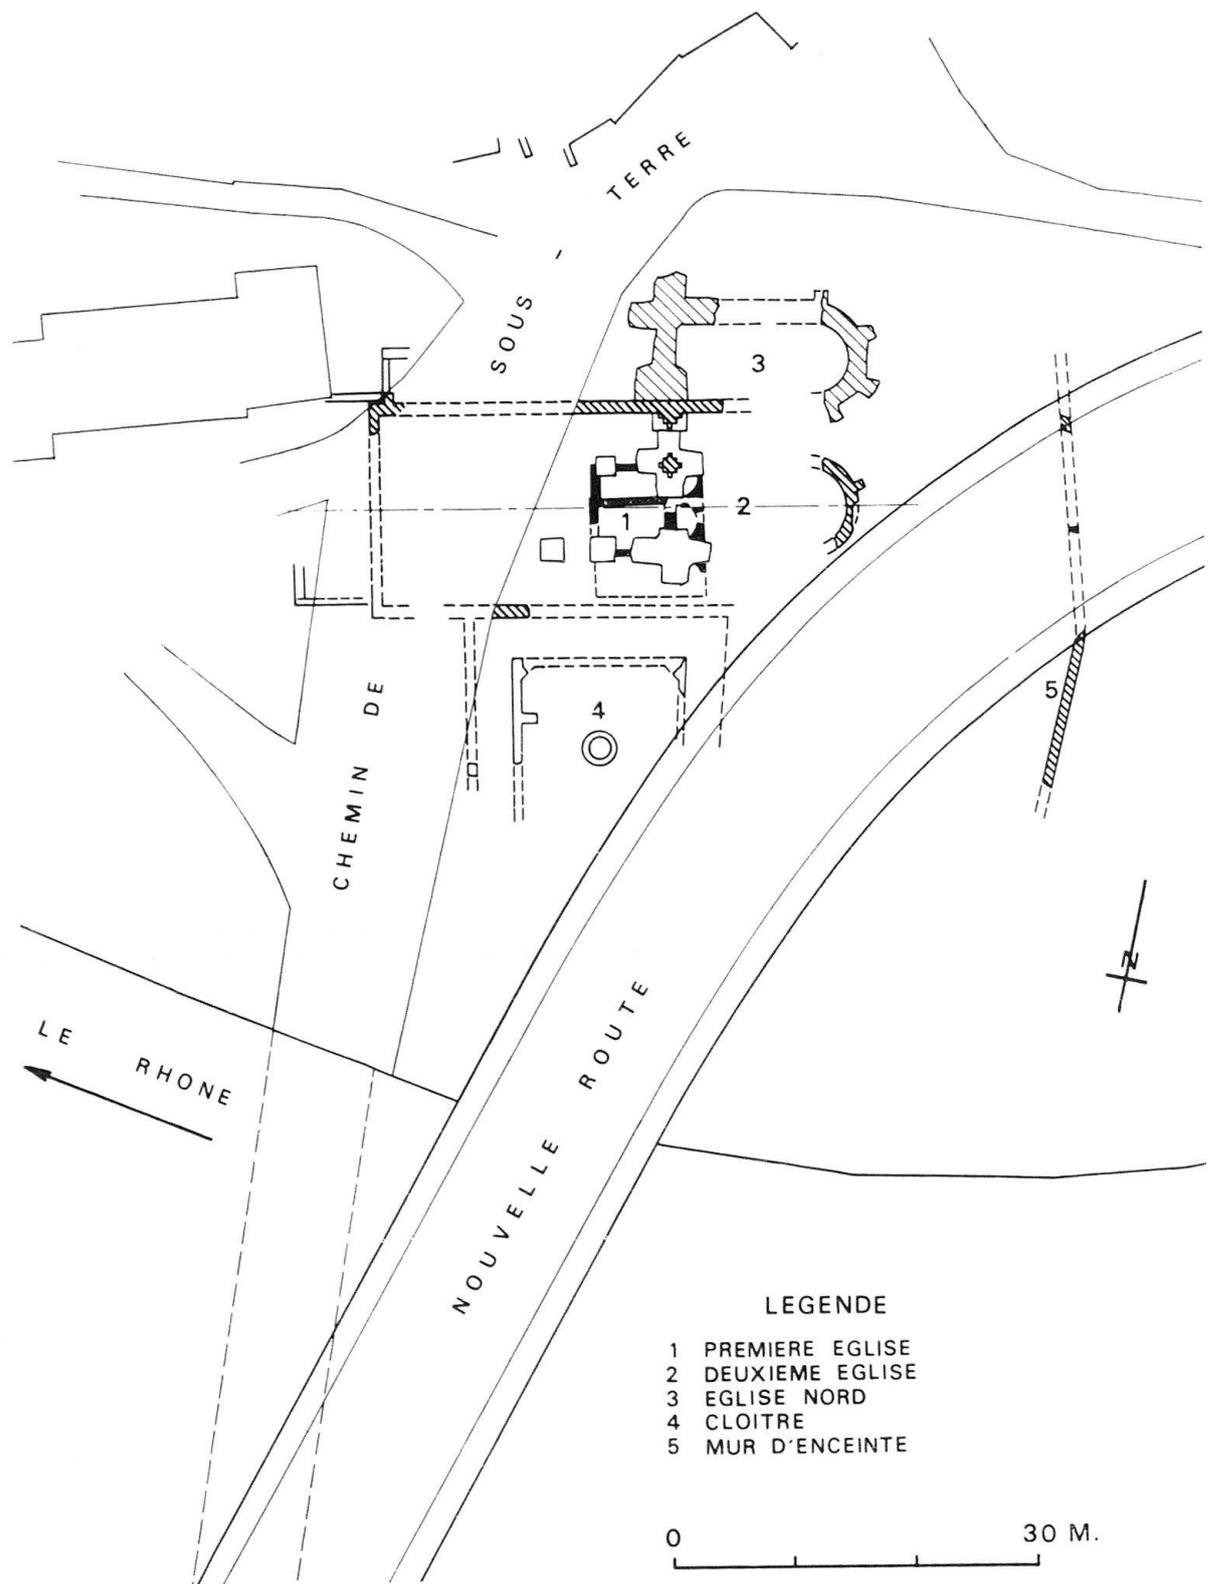 CHEMIN DE SOUS-TERRE
3
2
1
4
5
N
LE RHONE
NOUVELLE ROUTE
LEGENDE
1 PREMIERE EGLISE
2 DEUXIEME EGLISE
3 EGLISE NORD
4 CLOITRE
5 MUR D'ENCEINTE
0 30 M.